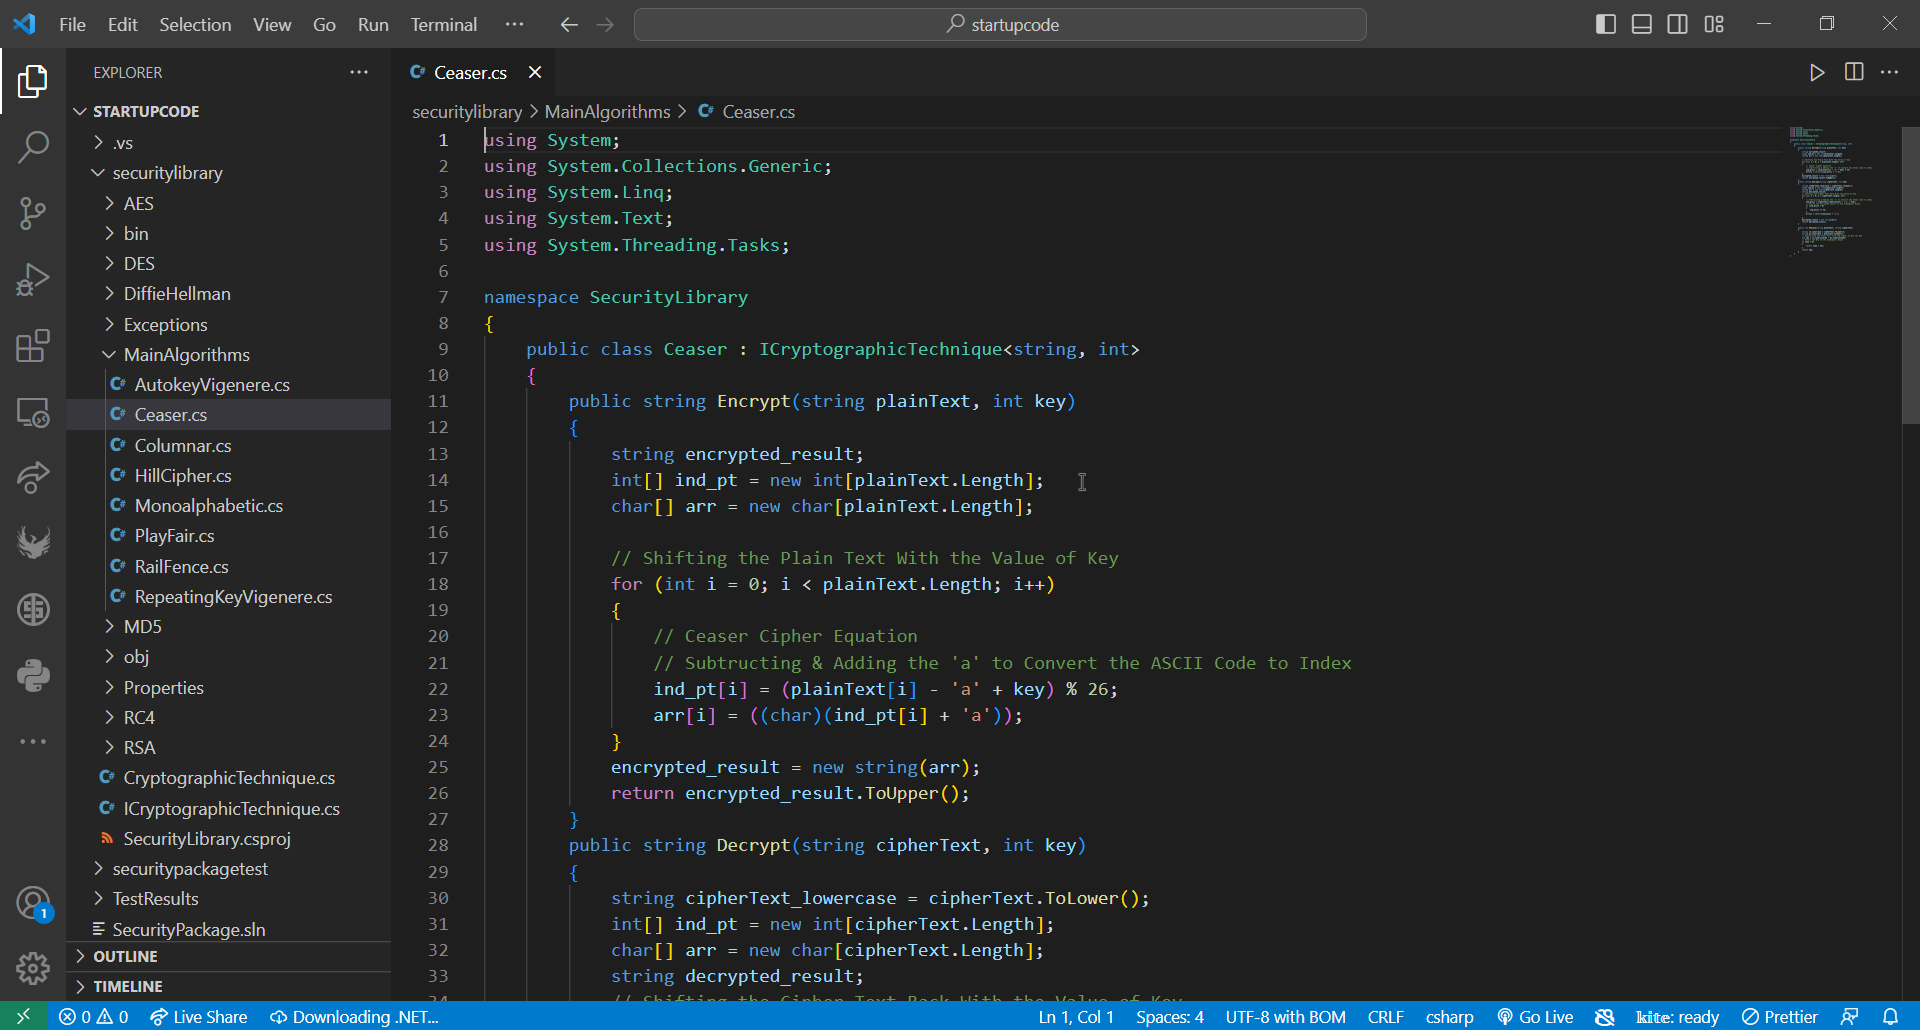 File Edit Selection View Go Run Terminal ··· startupcode
EXPLORER ···
STARTUPCODE
.vs
securitylibrary
AES
bin
DES
DiffieHellman
Exceptions
MainAlgorithms
C# AutokeyVigenere.cs
C# Ceaser.cs
C# Columnar.cs
C# HillCipher.cs
C# Monoalphabetic.cs
C# PlayFair.cs
C# RailFence.cs
C# RepeatingKeyVigenere.cs
MD5
obj
Properties
RC4
RSA
C# CryptographicTechnique.cs
C# ICryptographicTechnique.cs
SecurityLibrary.csproj
securitypackagetest
TestResults
SecurityPackage.sln
OUTLINE
TIMELINE
1
C# Ceaser.cs
securitylibrary > MainAlgorithms > C# Ceaser.cs
1 using System;
2 using System.Collections.Generic;
3 using System.Linq;
4 using System.Text;
5 using System.Threading.Tasks;
6
7 namespace SecurityLibrary
8 {
9 public class Ceaser : ICryptographicTechnique<string, int>
10 {
11 public string Encrypt(string plainText, int key)
12 {
13 string encrypted_result;
14 int[] ind_pt = new int[plainText.Length];
15 char[] arr = new char[plainText.Length];
16
17 // Shifting the Plain Text With the Value of Key
18 for (int i = 0; i < plainText.Length; i++)
19 {
20 // Ceaser Cipher Equation
21 // Subtructing & Adding the 'a' to Convert the ASCII Code to Index
22 ind_pt[i] = (plainText[i] - 'a' + key) % 26;
23 arr[i] = ((char)(ind_pt[i] + 'a'));
24 }
25 encrypted_result = new string(arr);
26 return encrypted_result.ToUpper();
27 }
28 public string Decrypt(string cipherText, int key)
29 {
30 string cipherText_lowercase = cipherText.ToLower();
31 int[] ind_pt = new int[cipherText.Length];
32 char[] arr = new char[cipherText.Length];
33 string decrypted_result;
34 // Shifting the Cipher Text Back With the Value of Key
0 0 Live Share Downloading .NET... Ln 1, Col 1 Spaces: 4 UTF-8 with BOM CRLF csharp Go Live kite: ready Prettier